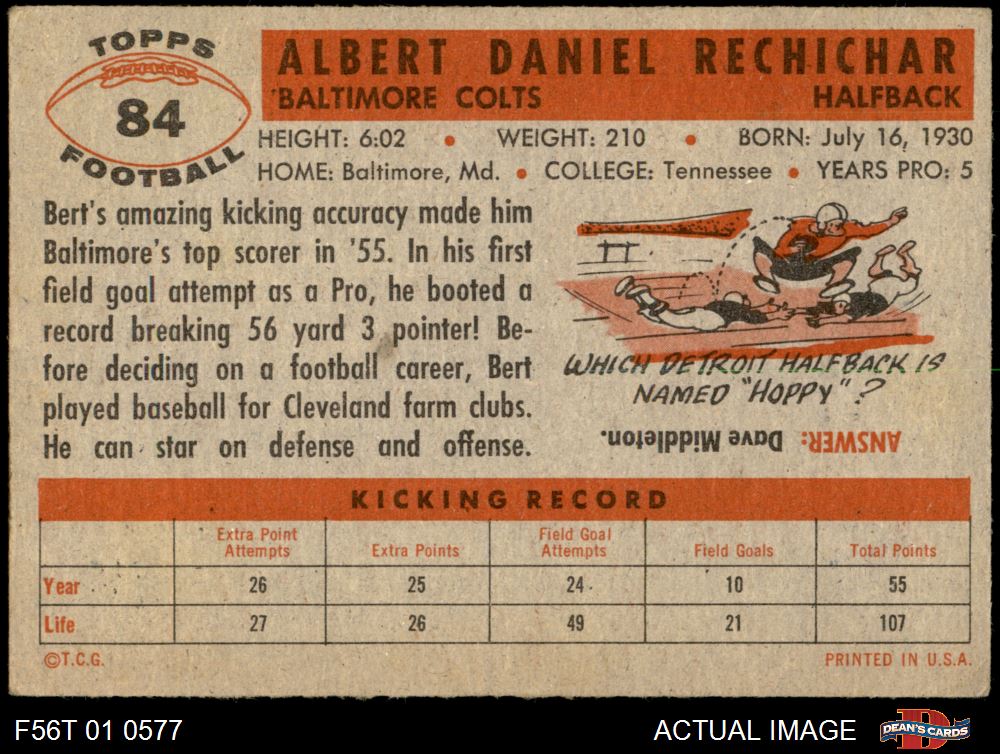 TOPPS
84
FOOTBALL
ALBERT DANIEL RECHICHAR
BALTIMORE COLTS HALFBACK
HEIGHT: 6:02 • WEIGHT: 210 • BORN: July 16, 1930
HOME: Baltimore, Md. • COLLEGE: Tennessee • YEARS PRO: 5
Bert's amazing kicking accuracy made him
Baltimore's top scorer in '55. In his first
field goal attempt as a Pro, he booted a
record breaking 56 yard 3 pointer! Be-
fore deciding on a football career, Bert
played baseball for Cleveland farm clubs.
He can star on defense and offense.
WHICH DETROIT HALFBACK IS
NAMED "HOPPY"?
ANSWER: Dave Middleton.
KICKING RECORD
Extra Point Attempts Extra Points Field Goal Attempts Field Goals Total Points
Year 26 25 24 10 55
Life 27 26 49 21 107
©T.C.G. PRINTED IN U.S.A.
F56T 01 0577 ACTUAL IMAGE DEAN'S CARDS